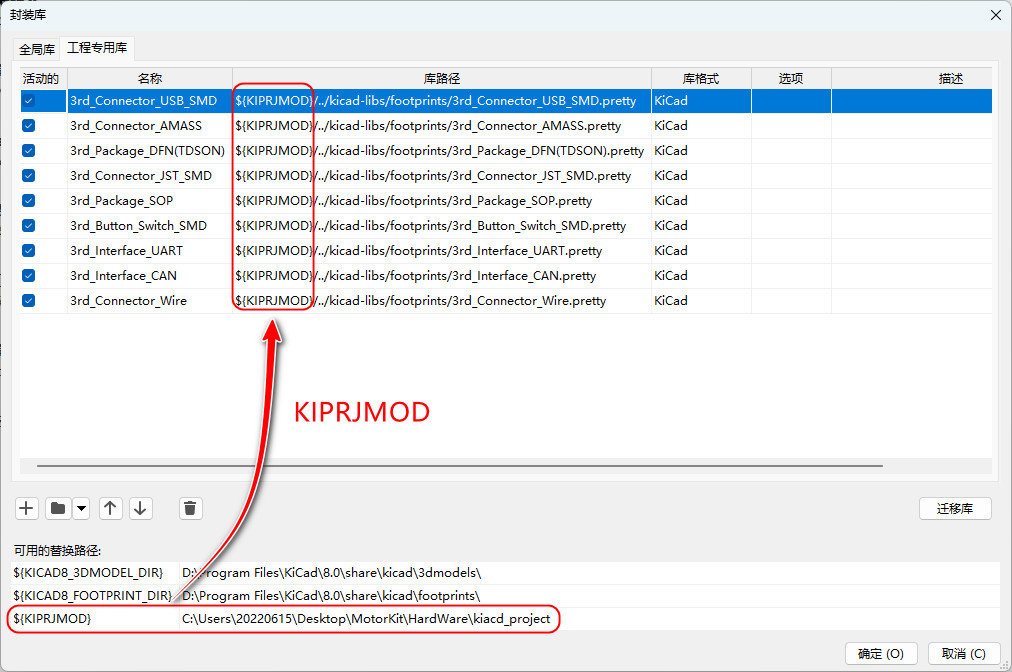 封装库
全局库 工程专用库
活动的 名称 库路径 库格式 选项 描述
3rd_Connector_USB_SMD ${KIPRJMOD}/../kicad-libs/footprints/3rd_Connector_USB_SMD.pretty KiCad
3rd_Connector_AMASS ${KIPRJMOD}/../kicad-libs/footprints/3rd_Connector_AMASS.pretty KiCad
3rd_Package_DFN(TDSON) ${KIPRJMOD}/../kicad-libs/footprints/3rd_Package_DFN(TDSON).pretty KiCad
3rd_Connector_JST_SMD ${KIPRJMOD}/../kicad-libs/footprints/3rd_Connector_JST_SMD.pretty KiCad
3rd_Package_SOP ${KIPRJMOD}/../kicad-libs/footprints/3rd_Package_SOP.pretty KiCad
3rd_Button_Switch_SMD ${KIPRJMOD}/../kicad-libs/footprints/3rd_Button_Switch_SMD.pretty KiCad
3rd_Interface_UART ${KIPRJMOD}/../kicad-libs/footprints/3rd_Interface_UART.pretty KiCad
3rd_Interface_CAN ${KIPRJMOD}/../kicad-libs/footprints/3rd_Interface_CAN.pretty KiCad
3rd_Connector_Wire ${KIPRJMOD}/../kicad-libs/footprints/3rd_Connector_Wire.pretty KiCad
KIPRJMOD
迁移库
可用的替换路径:
${KICAD8_3DMODEL_DIR} D:\Program Files\KiCad\8.0\share\kicad\3dmodels\
${KICAD8_FOOTPRINT_DIR} D:\Program Files\KiCad\8.0\share\kicad\footprints\
${KIPRJMOD} C:\Users\20220615\Desktop\MotorKit\HardWare\kiacd_project
确定 (O) 取消 (C)